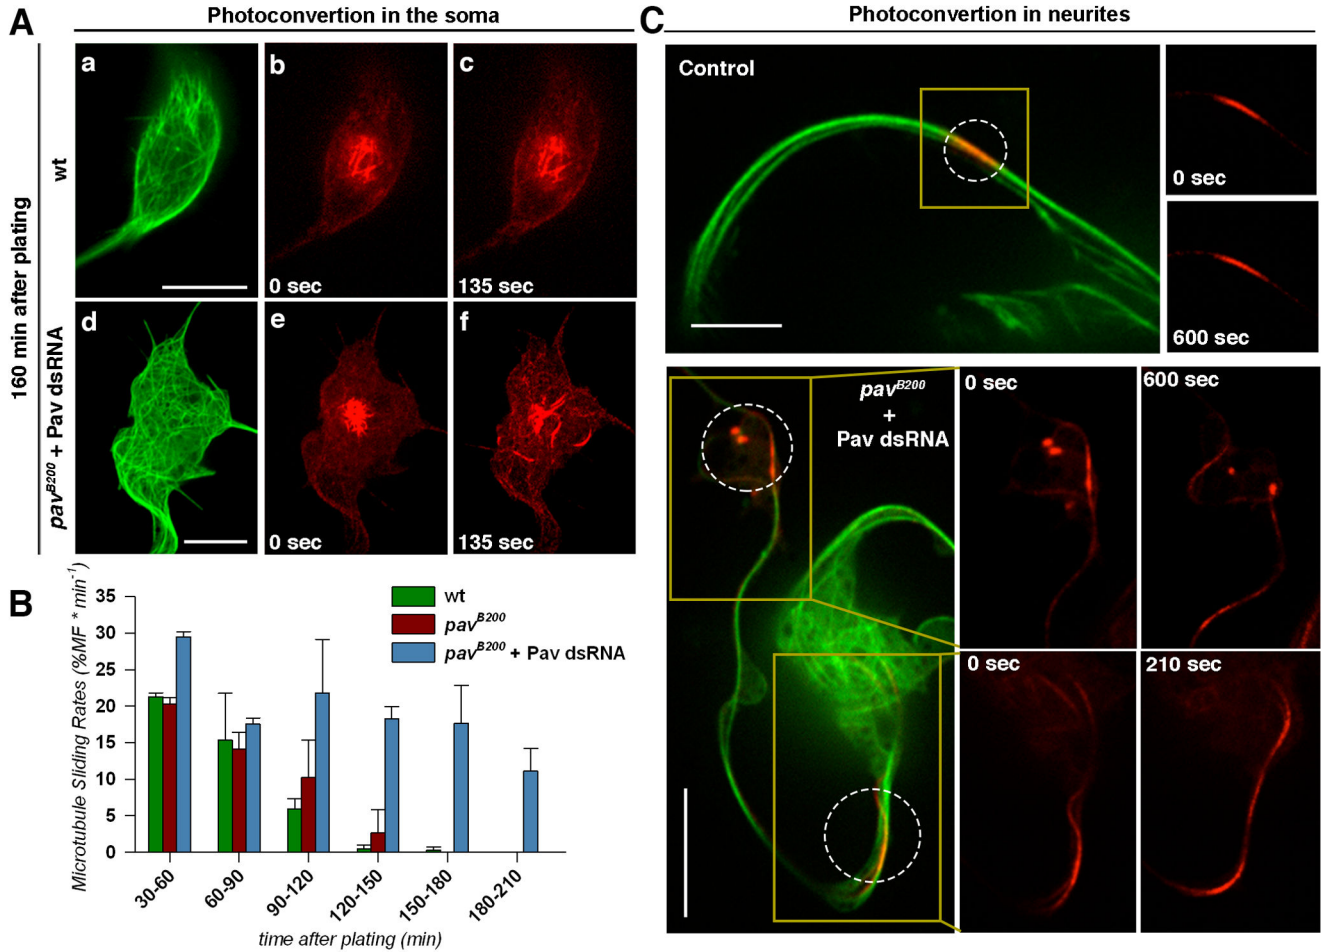 A
Photoconvertion in the soma
160 min after plating
wt
a
b
0 sec
c
135 sec
pavB200 + Pav dsRNA
d
e
0 sec
f
135 sec
B
Microtubule Sliding Rates (%MF * min-1)
35
30
25
20
15
10
5
0
wt
pavB200
pavB200 + Pav dsRNA
30-60
60-90
90-120
120-150
150-180
180-210
time after plating (min)
C
Photoconvertion in neurites
Control
0 sec
600 sec
pavB200
+
Pav dsRNA
0 sec
600 sec
0 sec
210 sec